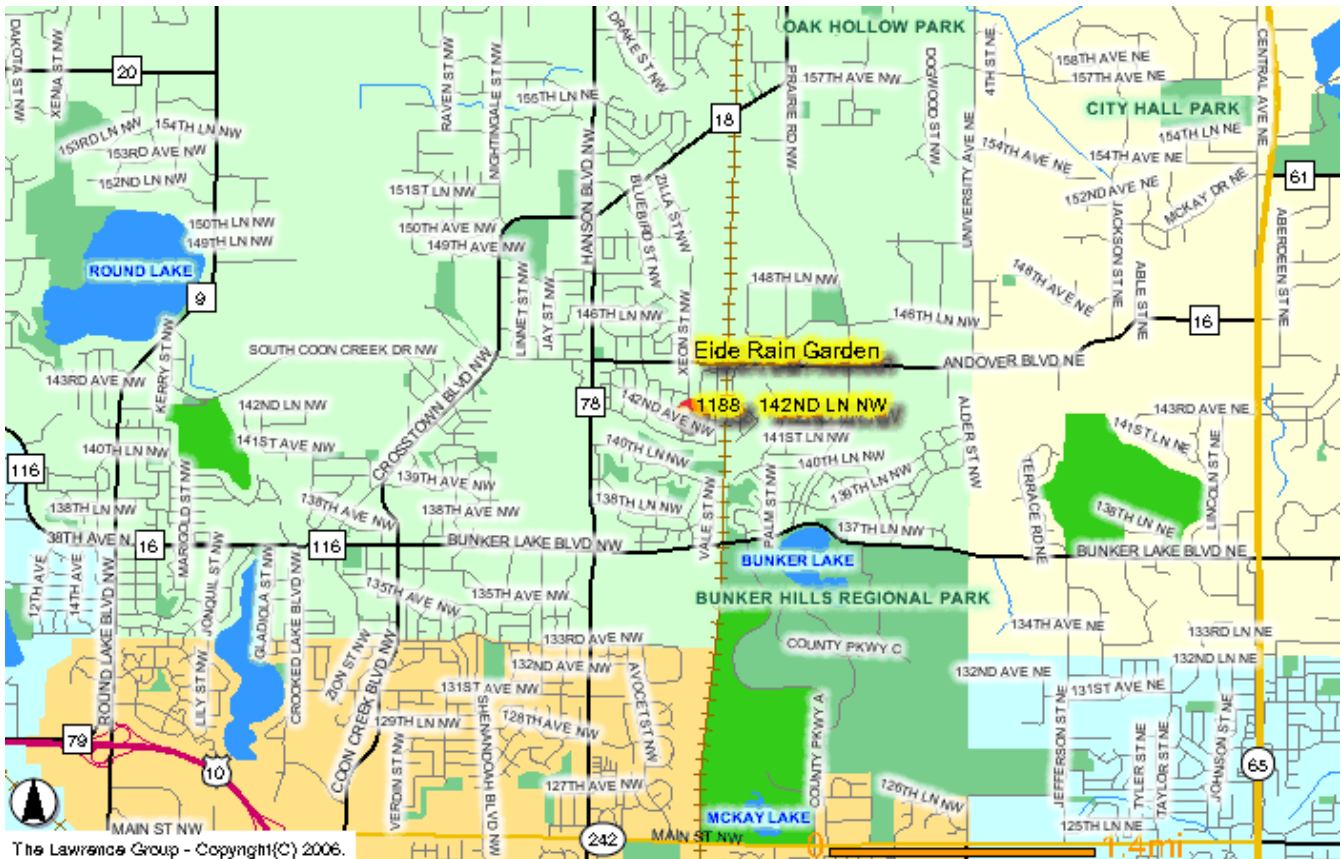 OAK HOLLOW PARK
DAKOTA ST NW
XENIA ST NW
20
RAVEN ST NW
NIGHTINGALE ST NW
DRAKE ST NW
155TH LN NE
18
HANSON BLVD NW
PRAIRIE RD NW
157TH AVE NW
DOGWOOD ST NW
4TH ST NE
UNIVERSITY AVE NE
158TH AVE NE
157TH AVE NE
CITY HALL PARK
CENTRAL AVE NE
153RD LN NW
154TH LN NW
153RD AVE NW
152ND LN NW
154TH LN NE
154TH AVE NE
154TH AVE NE
152ND AVE NE
MCKAY DR NE
61
151ST LN NW
150TH AVE NW
149TH AVE NW
BLUEBIRD ST NW
ZILLA ST NW
JACKSON ST NE
ABERDEEN ST NE
150TH LN NW
149TH LN NW
ROUND LAKE
9
LINNET ST NW
JAY ST NW
148TH LN NW
148TH AVE NE
ABLE ST NE
146TH LN NW
XEON ST NW
146TH LN NW
16
KERRY ST NW
SOUTH COON CREEK DR NW
CROSSTOWN BLVD NW
Eide Rain Garden
ANDOVER BLVD NE
143RD AVE NW
142ND LN NW
78
142ND AVE NW
1188 142ND LN NW
ALDER ST NW
143RD AVE NE
141ST LN NE
116
140TH LN NW
141ST AVE NW
139TH AVE NW
140TH LN NW
141ST LN NW
140TH LN NW
TERRACE RD NE
LINCOLN ST NE
138TH LN NW
MARIGOLD ST NW
138TH AVE NW
138TH AVE NW
138TH LN NW
VALE ST NW
PALM ST NW
137TH LN NW
138TH LN NE
38TH AVE N
16
116
BUNKER LAKE BLVD NW
BUNKER LAKE
BUNKER LAKE BLVD NE
12TH AVE
14TH AVE
ROUND LAKE BLVD NW
JONQUIL ST NW
GLADIOLA ST NW
CROOKED LAKE BLVD NW
135TH AVE NW
135TH AVE NW
BUNKER HILLS REGIONAL PARK
134TH AVE NE
133RD LN NE
LILY ST NW
ZION ST NW
COON CREEK BLVD NW
133RD AVE NW
132ND AVE NW
131ST AVE NW
AVOCET ST NW
COUNTY PKWY C
132ND AVE NE
132ND LN NE
131ST AVE NE
79
10
129TH LN NW
128TH AVE NW
VERDIN ST NW
SHENANDOAH BLVD NW
127TH AVE NW
COUNTY PKWY A
126TH LN NW
JEFFERSON ST NE
TYLER ST NE
TAYLOR ST NE
JOHNSON ST NE
65
MCKAY LAKE
125TH LN NE
MAIN ST NW
242
MAIN ST NW
0 1.4mi
The Lawrence Group - Copyright(C) 2006.